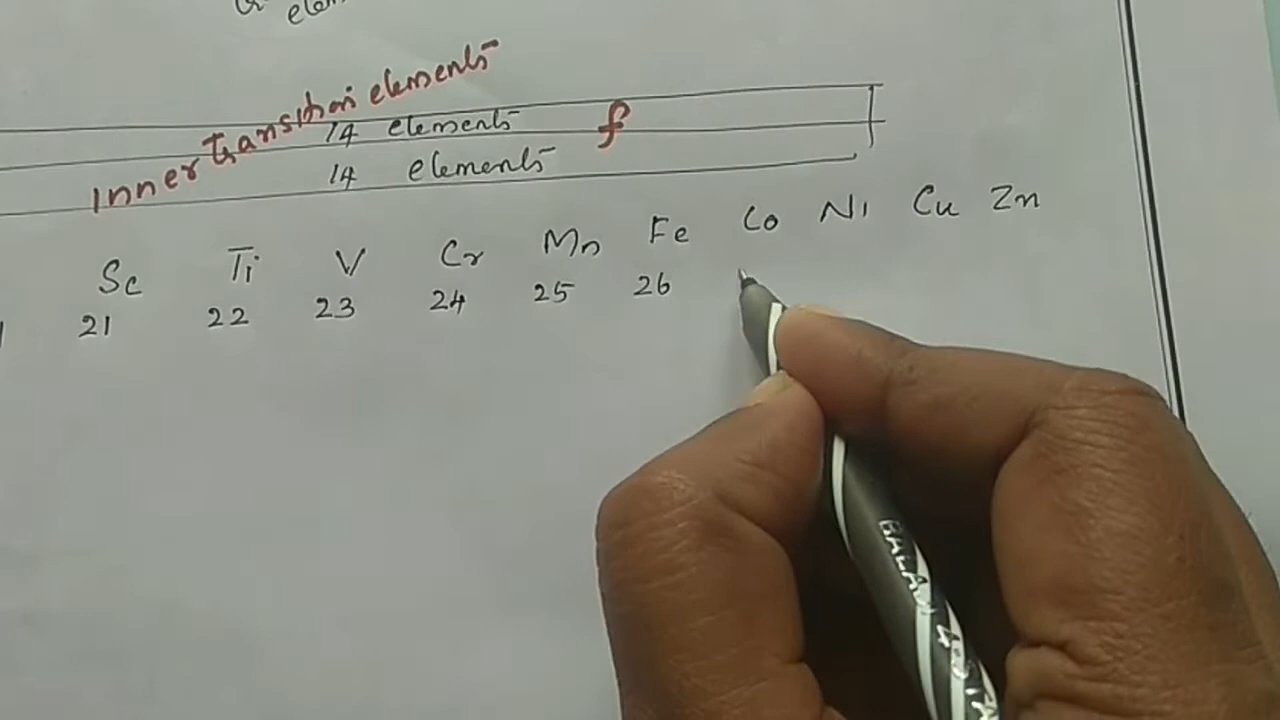 elem
Inner transition elements
14 elements f
14 elements
Sc Ti V Cr Mn Fe Co Ni Cu Zn
21 22 23 24 25 26